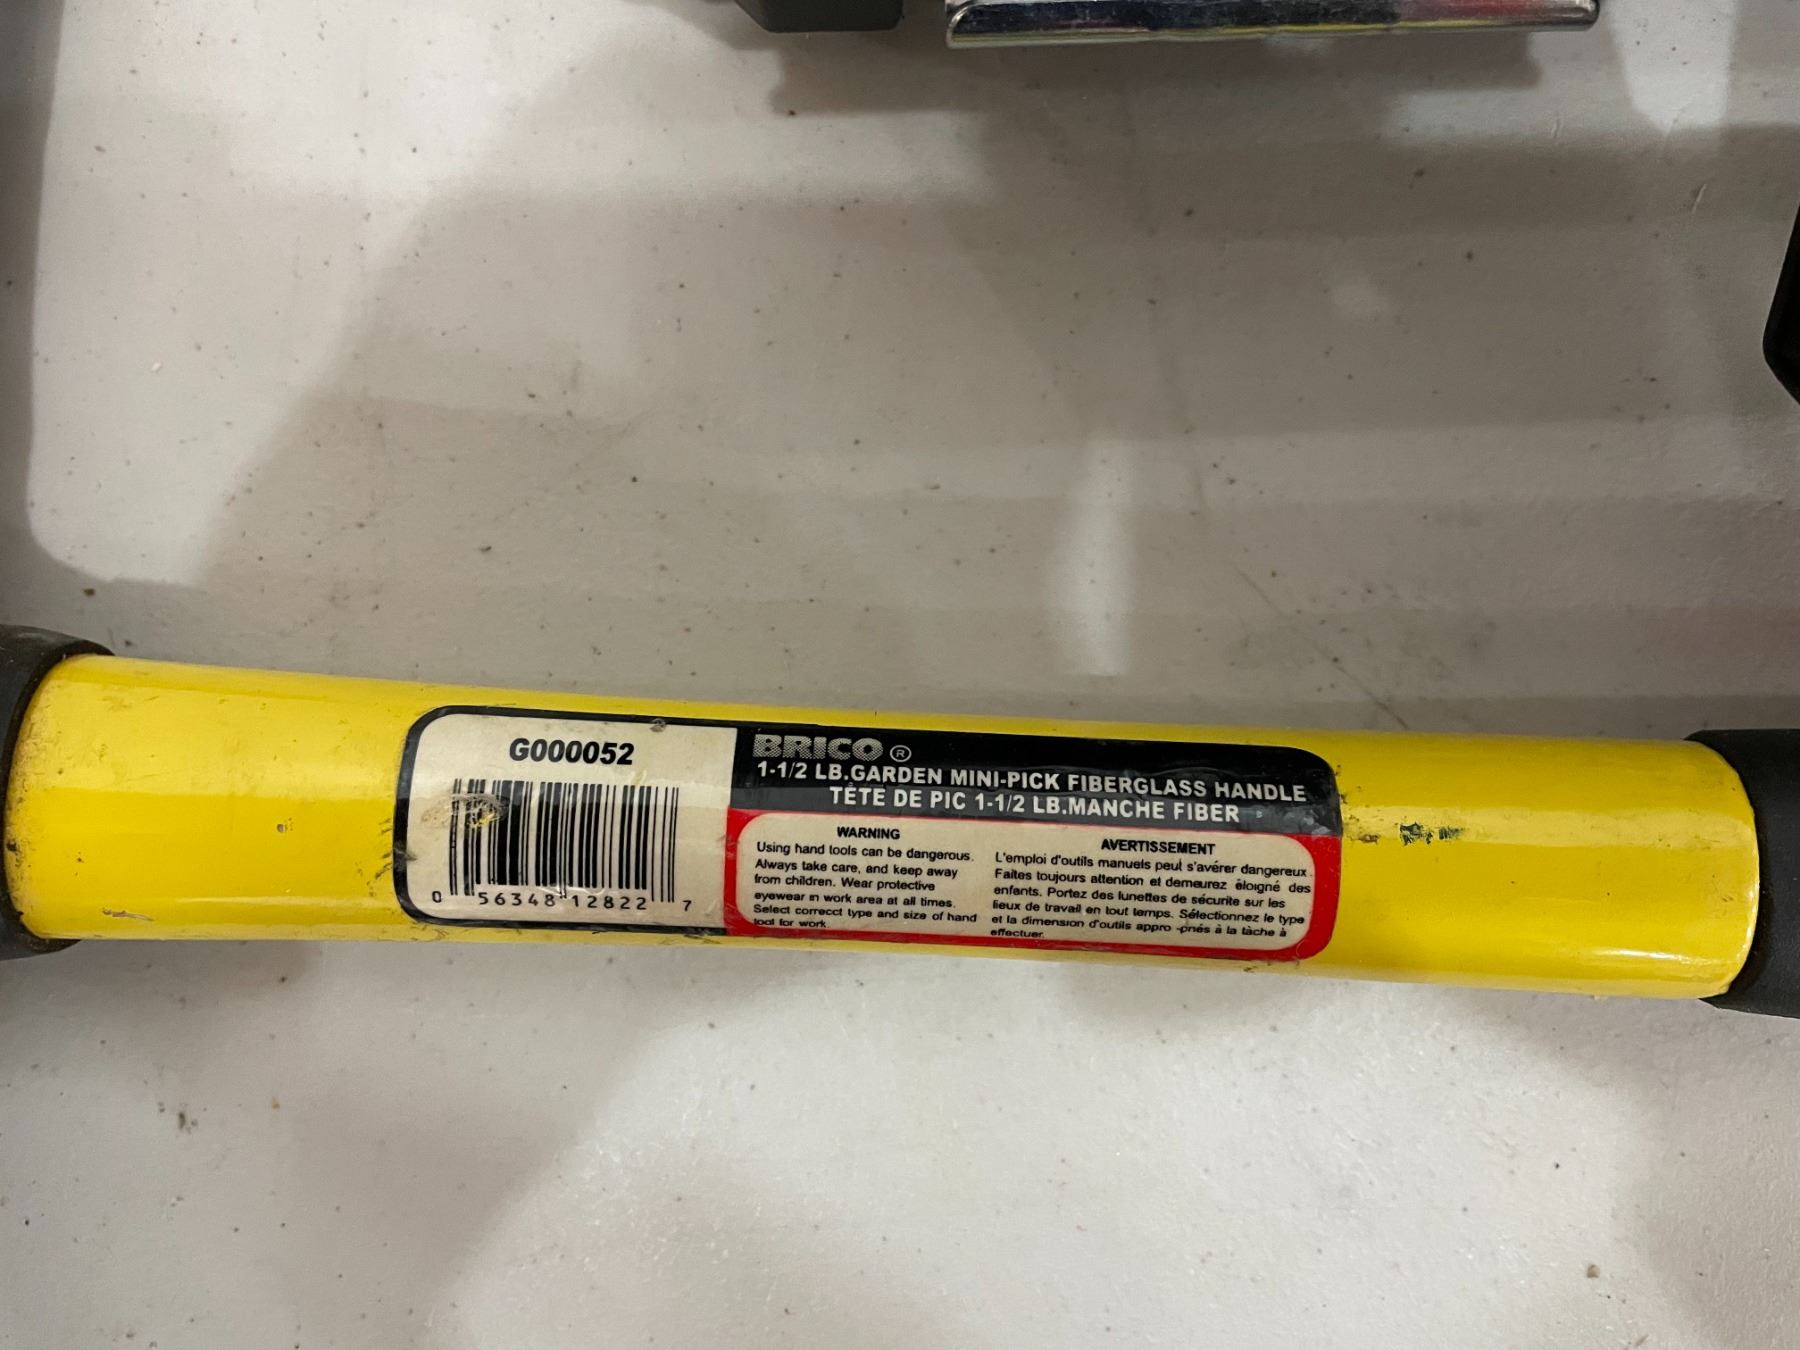 G000052
0 56348 12822 7
BRICO ®
1-1/2 LB.GARDEN MINI-PICK FIBERGLASS HANDLE
TÊTE DE PIC 1-1/2 LB.MANCHE FIBER
WARNING
Using hand tools can be dangerous.
Always take care, and keep away
from children. Wear protective
eyewear in work area at all times.
Select correcct type and size of hand
tool for work
AVERTISSEMENT
L'emploi d'outils manuels peut s'avérer dangereux.
Faites toujours attention et demeurez éloigné des
enfants. Portez des lunettes de sécurite sur les
lieux de travail en tout temps. Sélectionnez le type
et la dimension d'outils appro -pnés à la tàche à
effectuer.